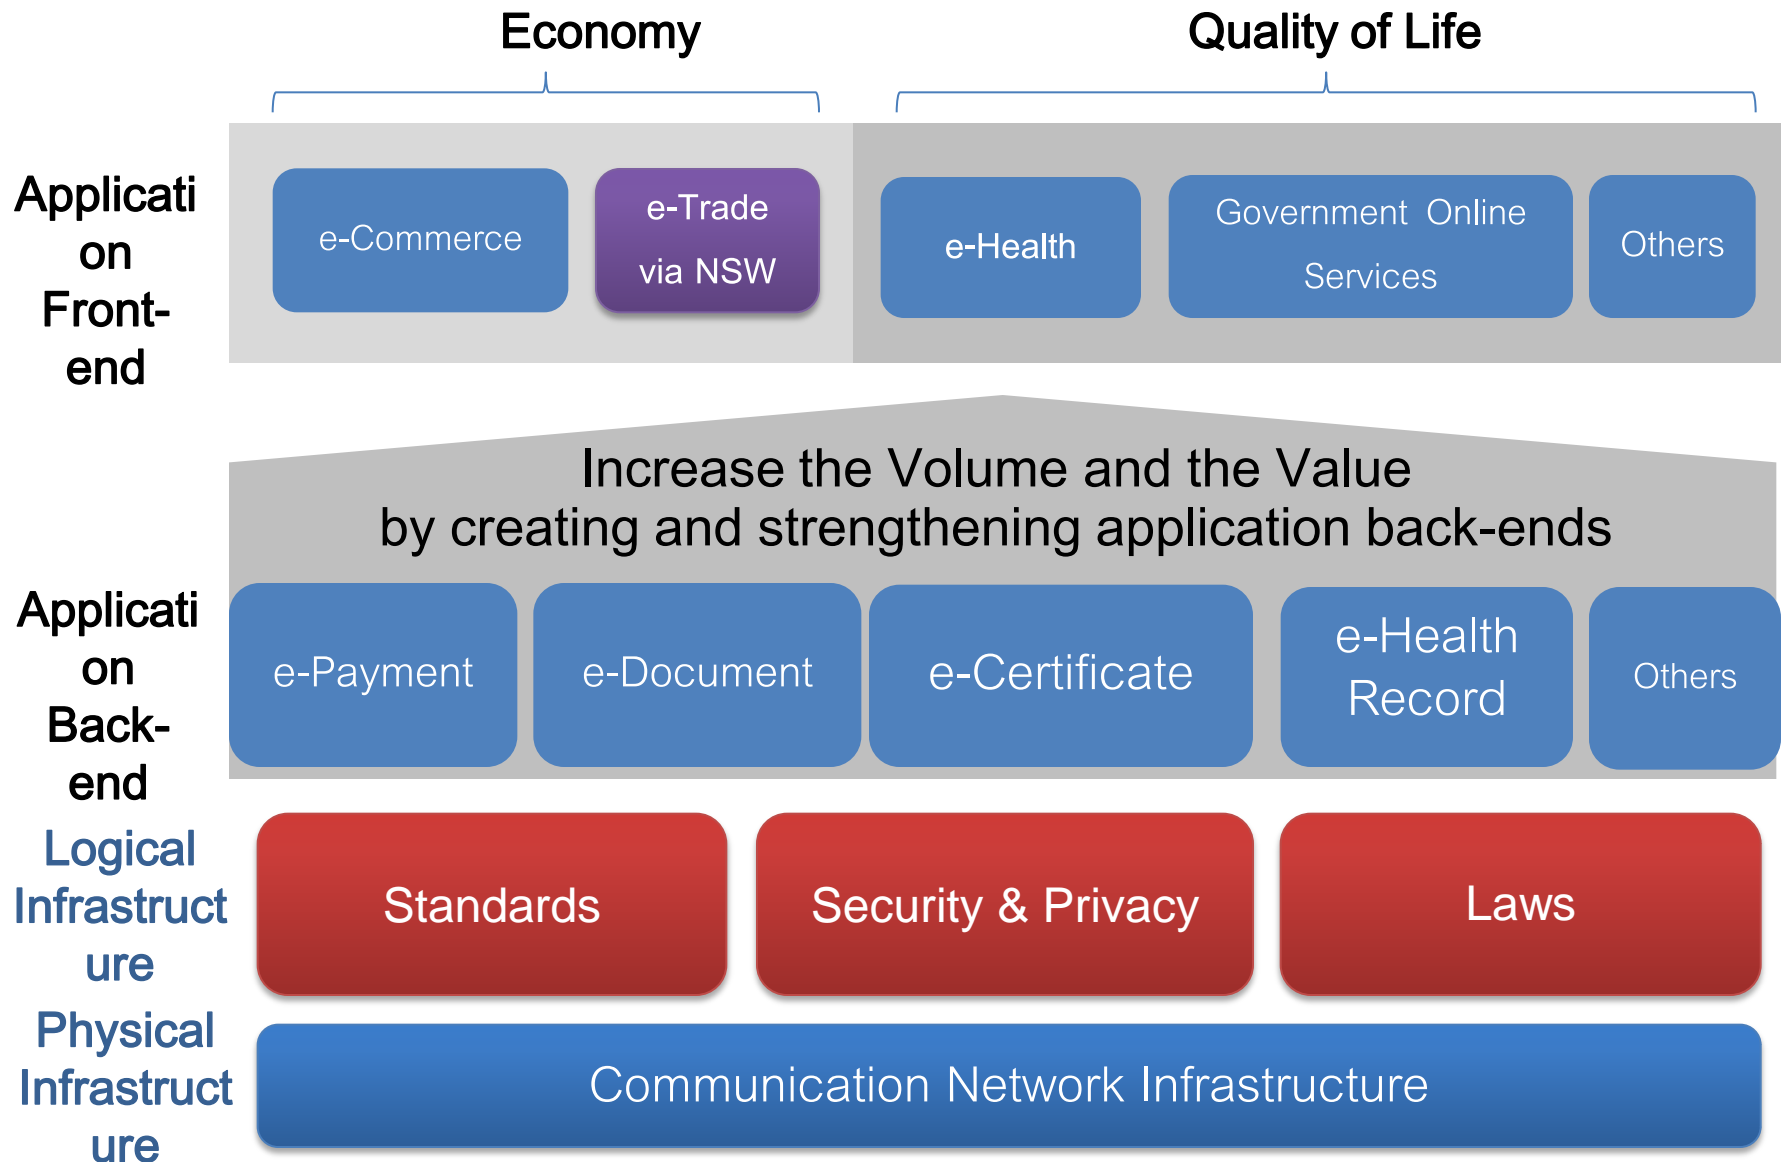 Economy
Quality of Life
Applicati
on
Front-
end
e-Commerce
e-Trade
via NSW
e-Health
Government Online
Services
Others
Increase the Volume and the Value
by creating and strengthening application back-ends
Applicati
on
Back-
end
e-Payment
e-Document
e-Certificate
e-Health
Record
Others
Logical
Infrastruct
ure
Standards
Security & Privacy
Laws
Physical
Infrastruct
ure
Communication Network Infrastructure